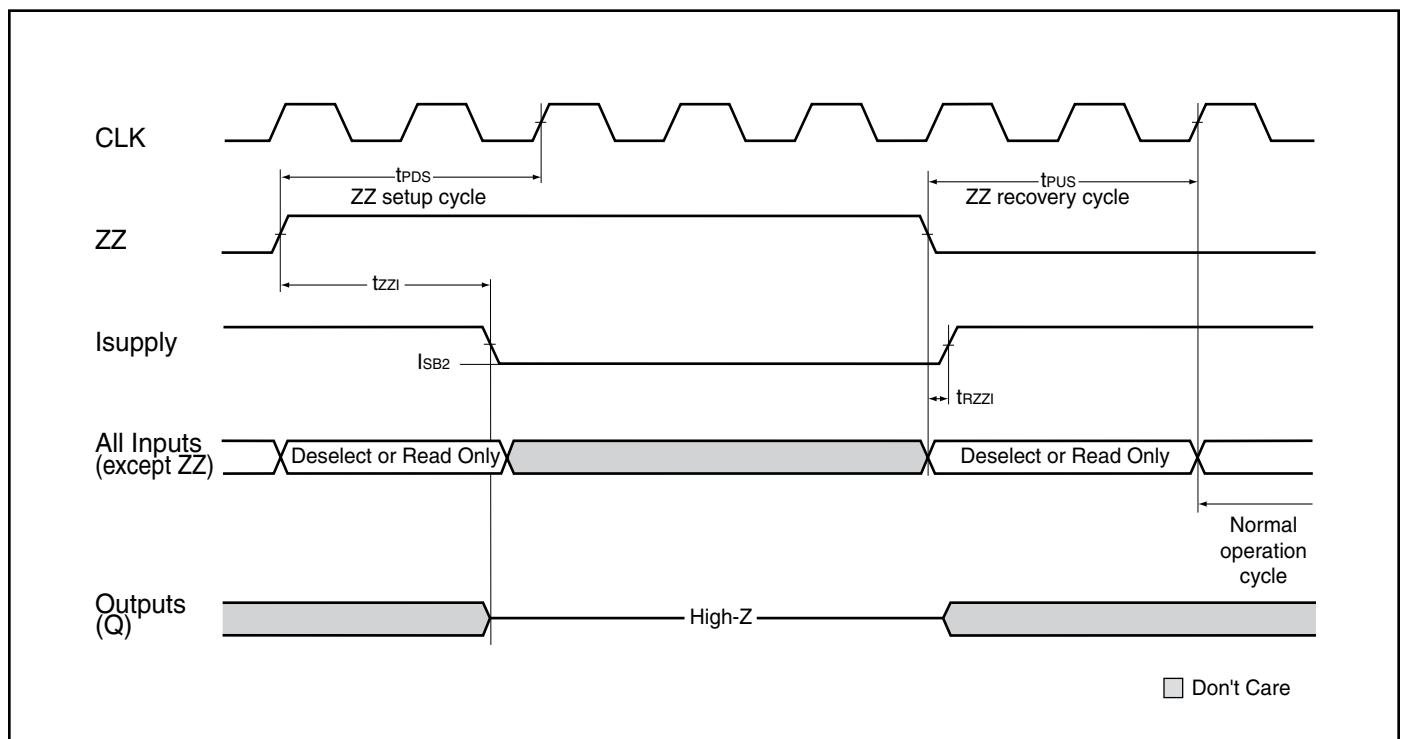 CLK
tPDS
ZZ setup cycle
tPUS
ZZ recovery cycle
ZZ
tZZI
Isupply
ISB2
tRZZI
All Inputs
(except ZZ)
Deselect or Read Only
Deselect or Read Only
Normal
operation
cycle
Outputs
(Q)
High-Z
Don't Care